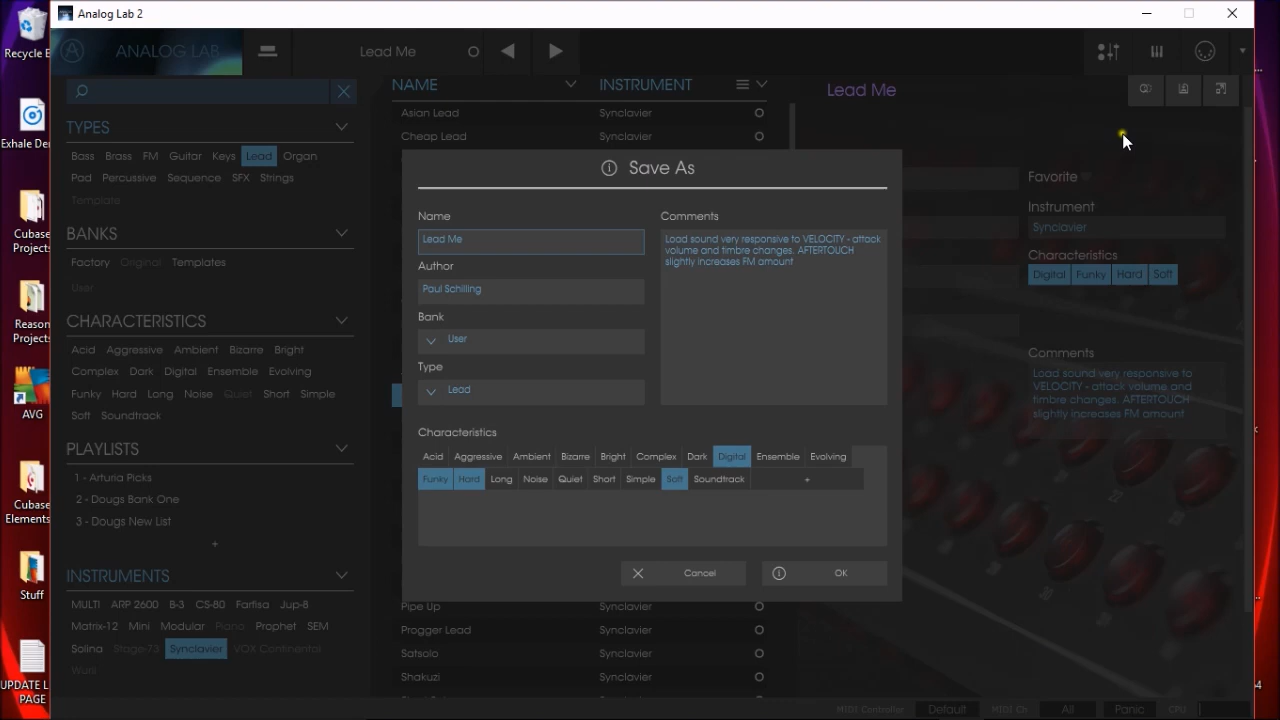 Analog Lab 2
Recycle B
ANALOG LAB
Lead Me
NAME
INSTRUMENT
Lead Me
Asian Lead
Synclavier
TYPES
Cheap Lead
Synclavier
Exhale De
Bass Brass FM Guitar Keys Lead Organ
Pad Percussive Sequence SFX Strings
Template
Save As
Favorite
Instrument
Synclavier
Name
Comments
Lead Me
Load sound very responsive to VELOCITY - attack
volume and timbre changes. AFTERTOUCH
slightly increases FM amount
BANKS
Cubase
Projects
Factory Original Templates
User
Author
Paul Schilling
Characteristics
Digital Funky Hard Soft
Bank
User
CHARACTERISTICS
Reason
Projects
Acid Aggressive Ambient Bizarre Bright
Complex Dark Digital Ensemble Evolving
Funky Hard Long Noise Quiet Short Simple
Soft Soundtrack
Type
Lead
Comments
Load sound very responsive to
VELOCITY - attack volume and
timbre changes. AFTERTOUCH
slightly increases FM amount
AVG
Characteristics
Acid Aggressive Ambient Bizarre Bright Complex Dark Digital Ensemble Evolving
Funky Hard Long Noise Quiet Short Simple Soft Soundtrack +
PLAYLISTS
1 - Arturia Picks
2 - Dougs Bank One
3 - Dougs New List
+
Cubase
Elements
Cancel
OK
INSTRUMENTS
Stuff
MULTI ARP 2600 B-3 CS-80 Farfisa Jup-8
Matrix-12 Mini Modular Piano Prophet SEM
Solina Stage-73 Synclavier VOX Continental
Wurli
Pipe Up
Synclavier
Progger Lead
Synclavier
Satsolo
Synclavier
Shakuzi
Synclavier
UPDATE L
PAGE
MIDI Controller Default MIDI Ch. All Panic CPU